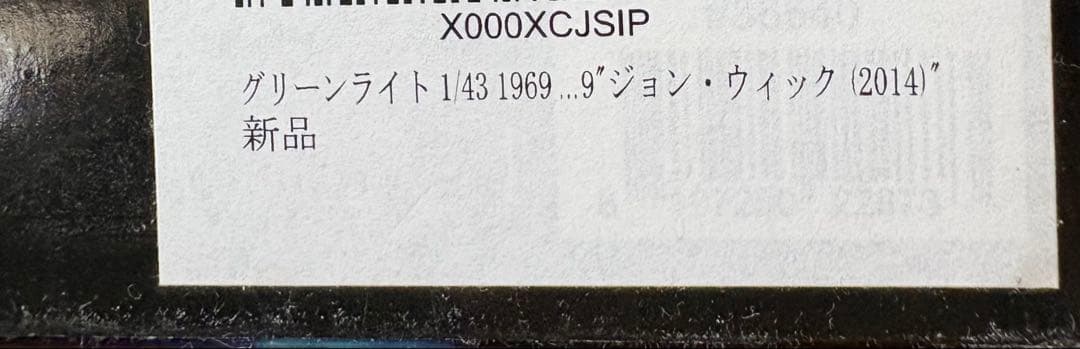 X000XCJSIP
グリーンライト 1/43 1969 ...9"ジョン・ウィック (2014)"
新品